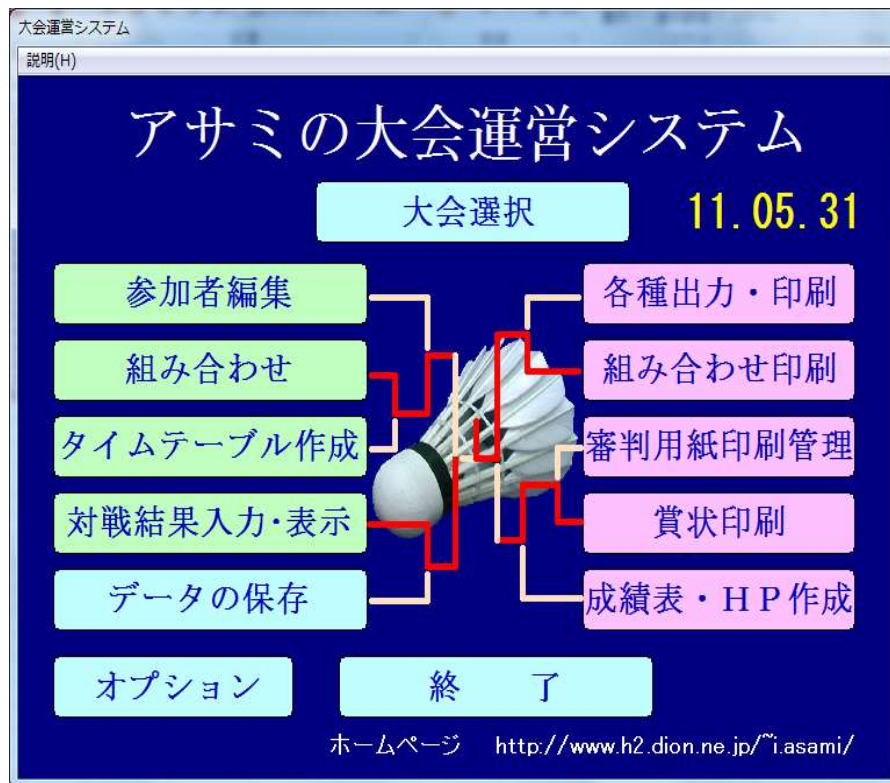 大会運営システム
説明(H)
アサミの大会運営システム
大会選択 11.05.31
参加者編集
組み合わせ
タイムテーブル作成
対戦結果入力・表示
データの保存
各種出力・印刷
組み合わせ印刷
審判用紙印刷管理
賞状印刷
成績表・HP作成
オプション 終 了
ホームページ http://www.h2.dion.ne.jp/~i.asami/